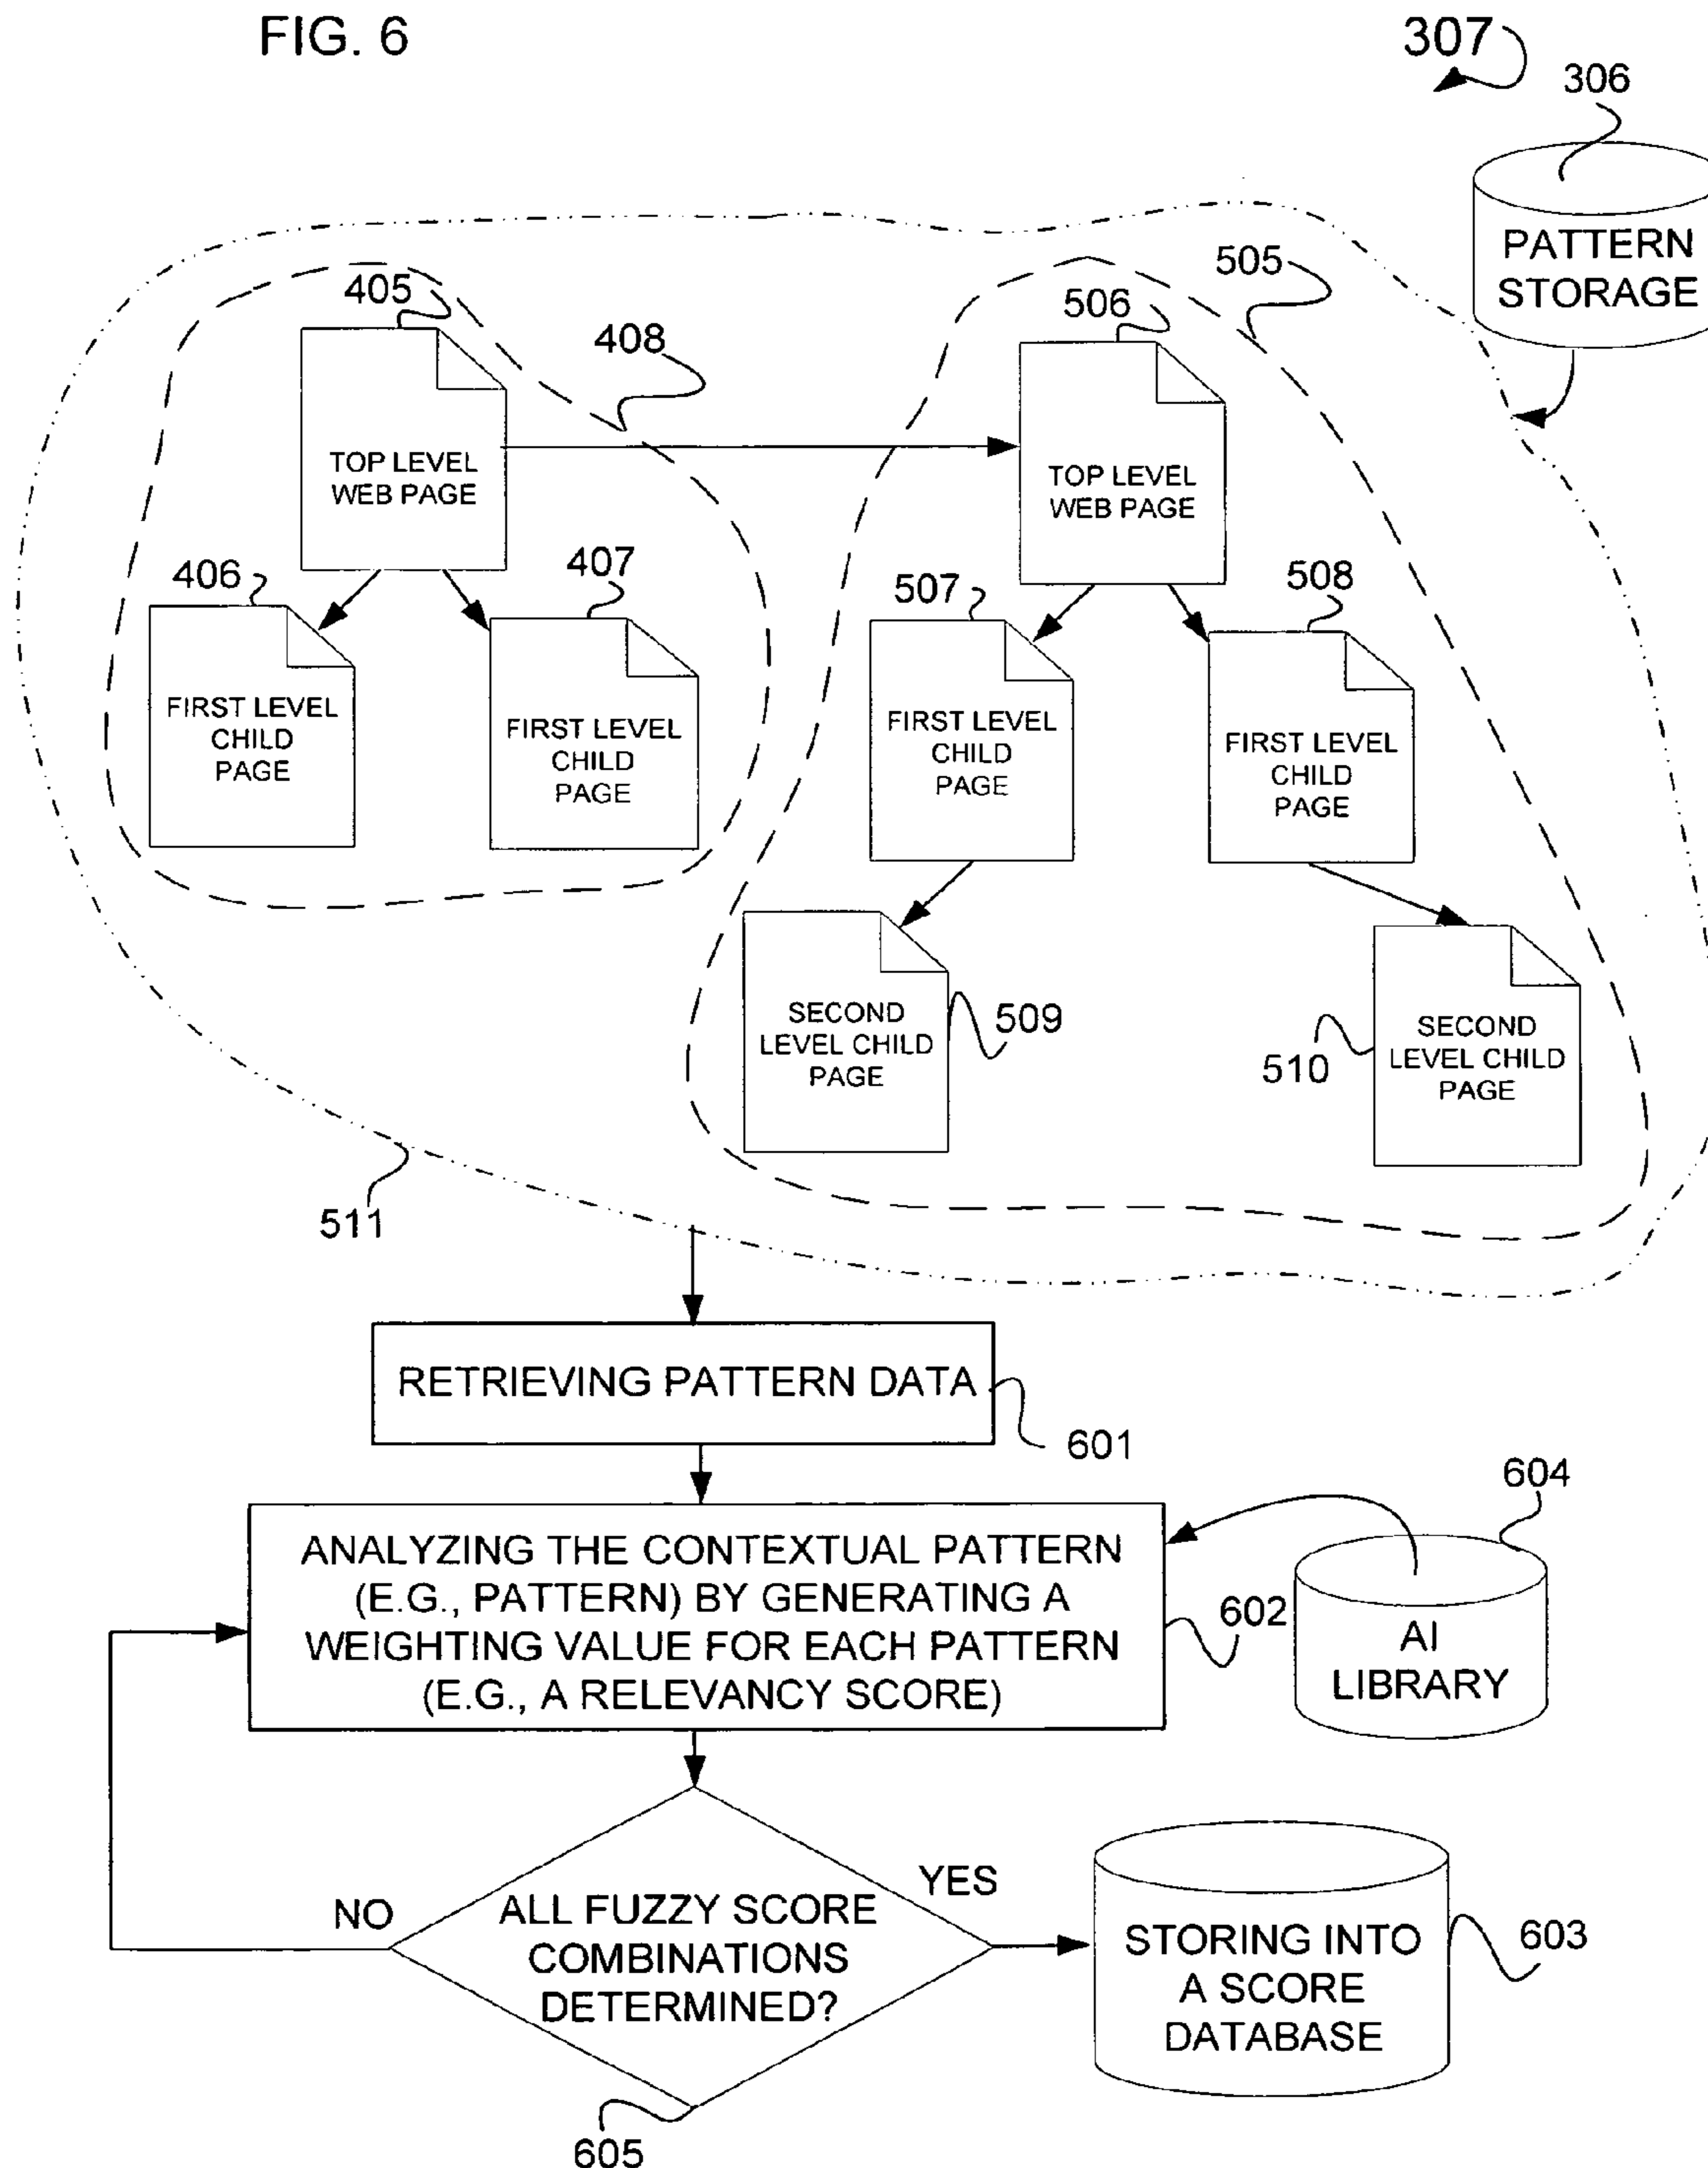 FIG. 6
307
306
PATTERN
STORAGE
405
408
506
505
TOP LEVEL
WEB PAGE
TOP LEVEL
WEB PAGE
406
407
507
508
FIRST LEVEL
CHILD
PAGE
FIRST LEVEL
CHILD
PAGE
FIRST LEVEL
CHILD
PAGE
FIRST LEVEL
CHILD
PAGE
SECOND
LEVEL CHILD
PAGE
509
510
SECOND
LEVEL CHILD
PAGE
511
RETRIEVING PATTERN DATA
601
ANALYZING THE CONTEXTUAL PATTERN
(E.G., PATTERN) BY GENERATING A
WEIGHTING VALUE FOR EACH PATTERN
(E.G., A RELEVANCY SCORE)
602
604
AI
LIBRARY
NO
ALL FUZZY SCORE
COMBINATIONS
DETERMINED?
YES
605
STORING INTO
A SCORE
DATABASE
603